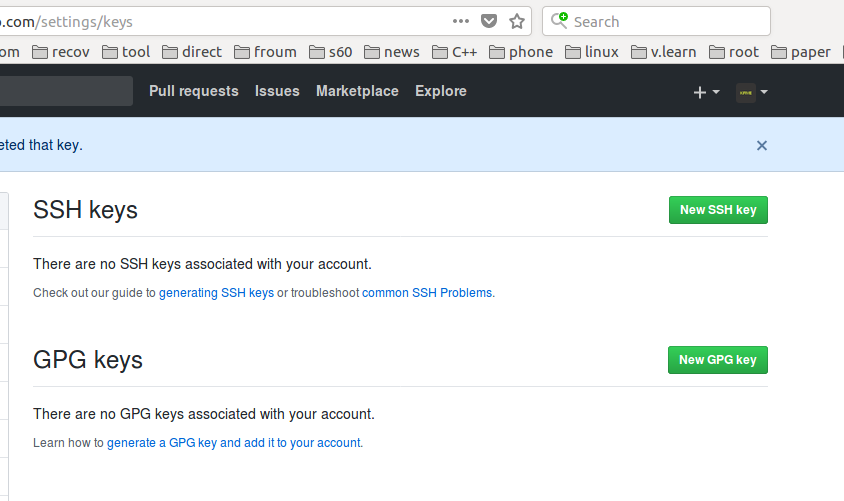 .com/settings/keys
Search
om recov tool direct froum s60 news C++ phone linux v.learn root paper
Pull requests Issues Marketplace Explore
eted that key.
SSH keys
New SSH key
There are no SSH keys associated with your account.
Check out our guide to generating SSH keys or troubleshoot common SSH Problems.
GPG keys
New GPG key
There are no GPG keys associated with your account.
Learn how to generate a GPG key and add it to your account.